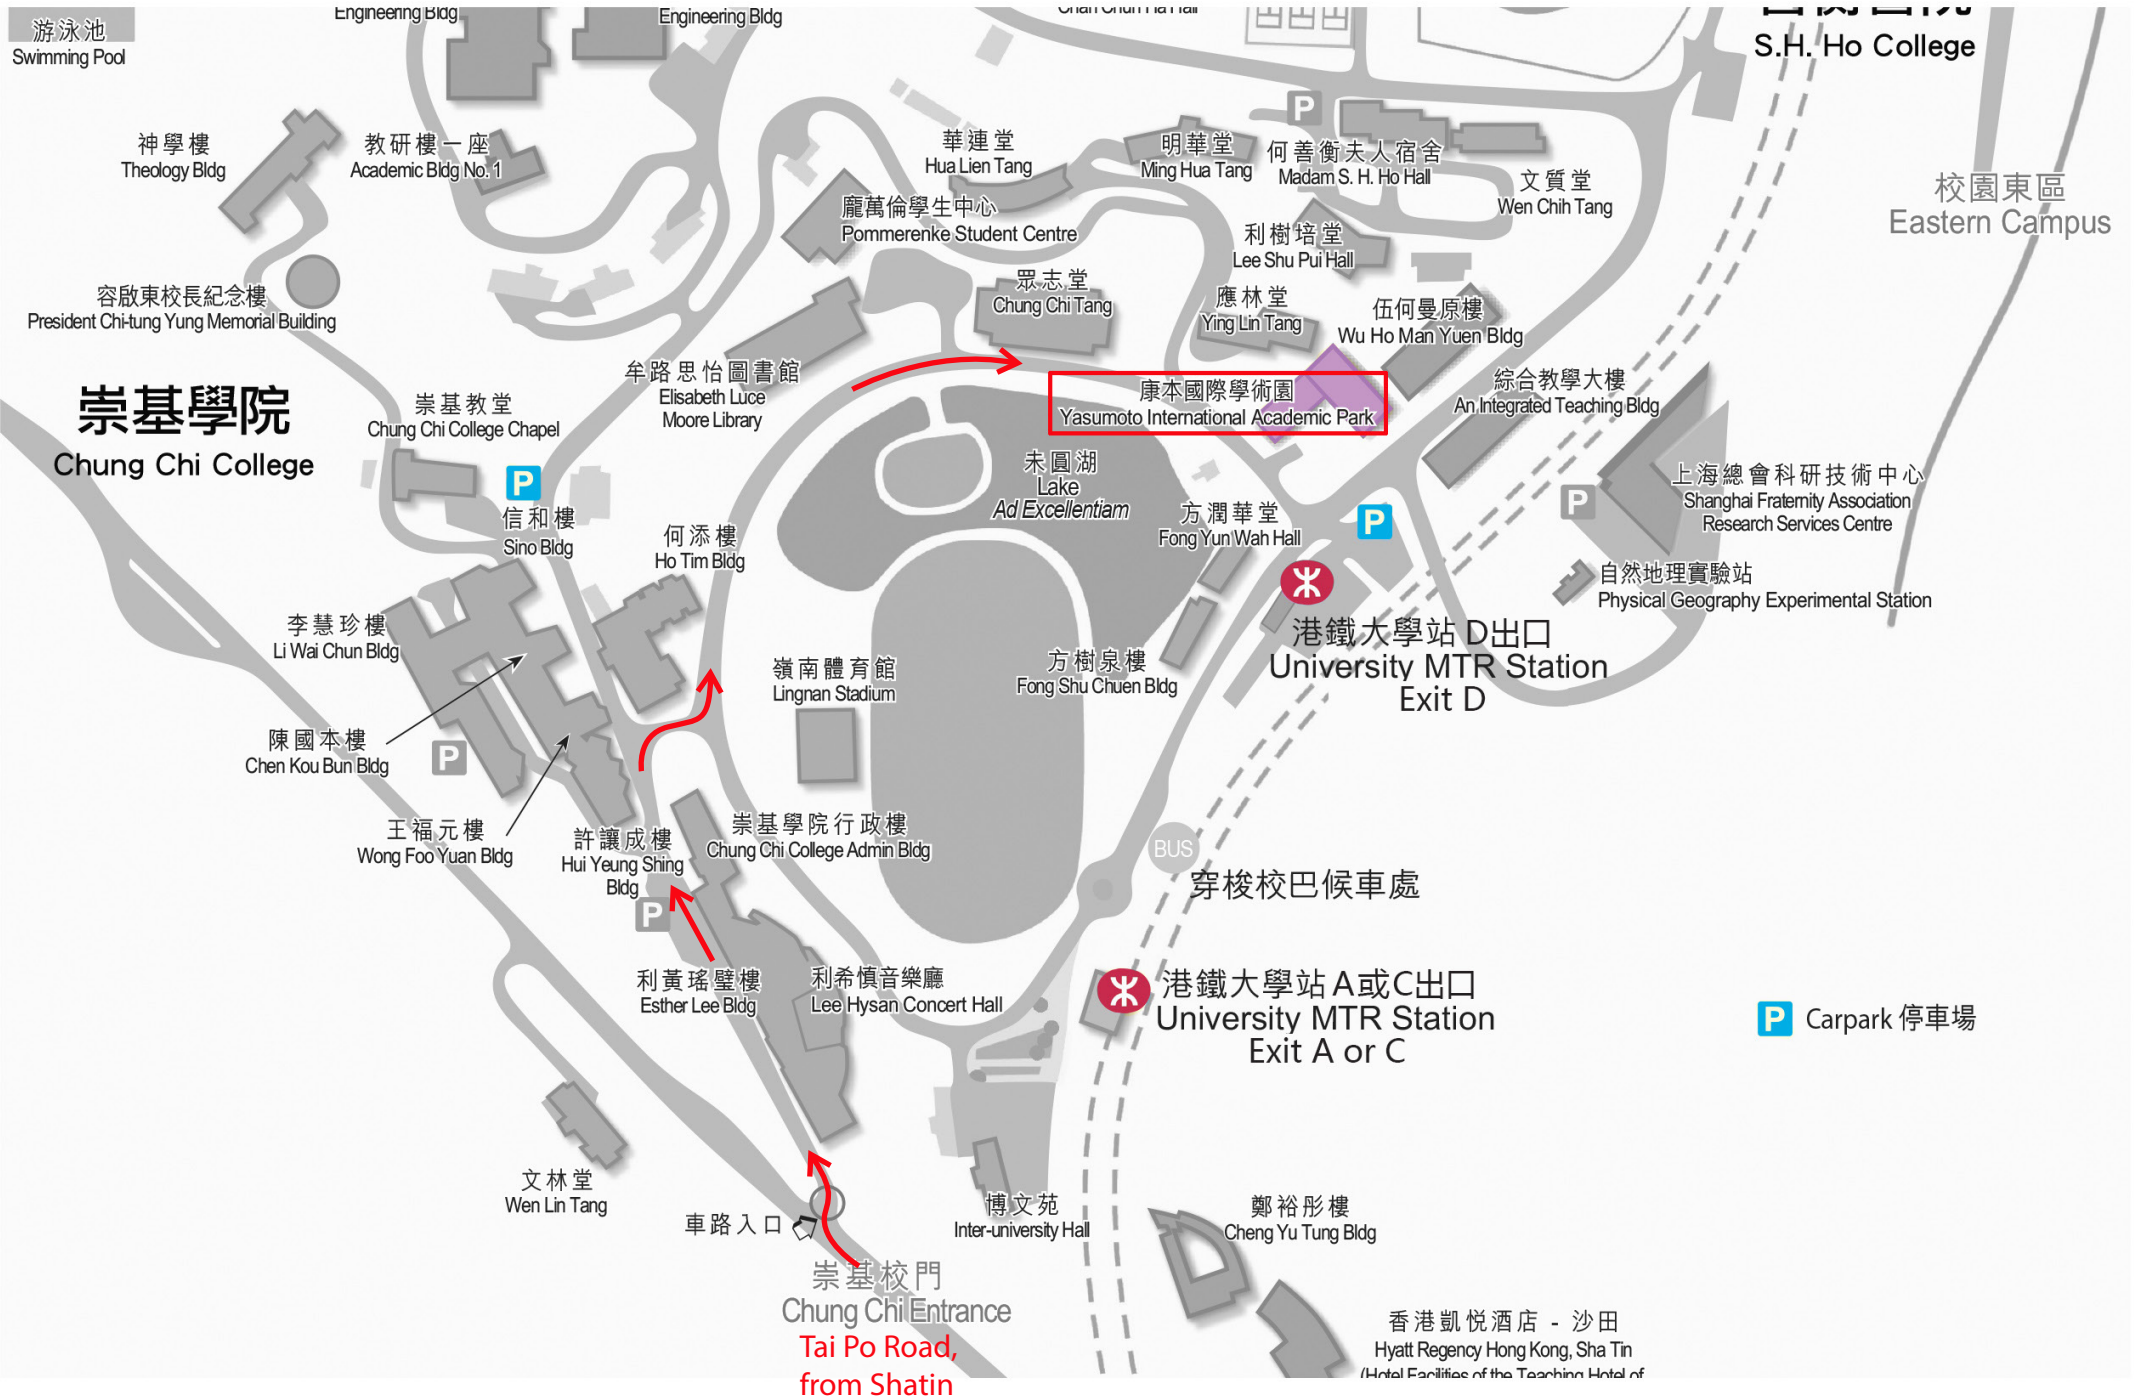 游泳池
Swimming Pool
Engineering Bldg
Engineering Bldg
S.H. Ho College
神學樓
Theology Bldg
教研樓一座
Academic Bldg No. 1
華連堂
Hua Lien Tang
明華堂
Ming Hua Tang
P
何善衡夫人宿舍
Madam S. H. Ho Hall
文質堂
Wen Chih Tang
校園東區
Eastern Campus
龐萬倫學生中心
Pommerenke Student Centre
利樹培堂
Lee Shu Pui Hall
容啟東校長紀念樓
President Chi-tung Yung Memorial Building
眾志堂
Chung Chi Tang
應林堂
Ying Lin Tang
伍何曼原樓
Wu Ho Man Yuen Bldg
崇基學院
Chung Chi College
崇基教堂
Chung Chi College Chapel
牟路思怡圖書館
Elisabeth Luce
Moore Library
康本國際學術園
Yasumoto International Academic Park
綜合教學大樓
An Integrated Teaching Bldg
未圓湖
Lake
Ad Excellentiam
上海總會科研技術中心
Shanghai Fraternity Association
Research Services Centre
P
P
信和樓
Sino Bldg
何添樓
Ho Tim Bldg
方潤華堂
Fong Yun Wah Hall
P
自然地理實驗站
Physical Geography Experimental Station
李慧珍樓
Li Wai Chun Bldg
港鐵大學站 D出口
University MTR Station
Exit D
嶺南體育館
Lingnan Stadium
方樹泉樓
Fong Shu Chuen Bldg
陳國本樓
Chen Kou Bun Bldg
P
王福元樓
Wong Foo Yuan Bldg
許讓成樓
Hui Yeung Shing
Bldg
P
崇基學院行政樓
Chung Chi College Admin Bldg
BUS
穿梭校巴候車處
利黃瑤璧樓
Esther Lee Bldg
利希慎音樂廳
Lee Hysan Concert Hall
港鐵大學站 A或C出口
University MTR Station
Exit A or C
P Carpark 停車場
文林堂
Wen Lin Tang
車路入口
博文苑
Inter-university Hall
鄭裕彤樓
Cheng Yu Tung Bldg
崇基校門
Chung Chi Entrance
Tai Po Road,
from Shatin
香港凱悅酒店 - 沙田
Hyatt Regency Hong Kong, Sha Tin
(Hotel Facilities of the Teaching Hotel of